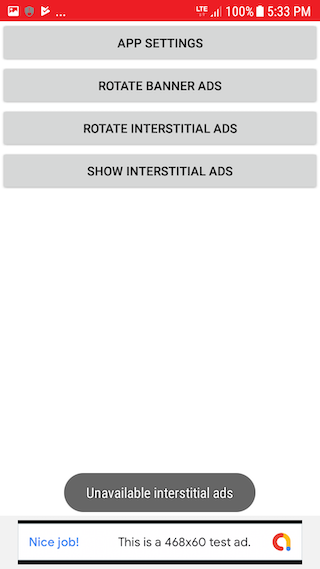 ... LTE 100% 5:33 PM
APP SETTINGS
ROTATE BANNER ADS
ROTATE INTERSTITIAL ADS
SHOW INTERSTITIAL ADS
Unavailable interstitial ads
Nice job! This is a 468x60 test ad.